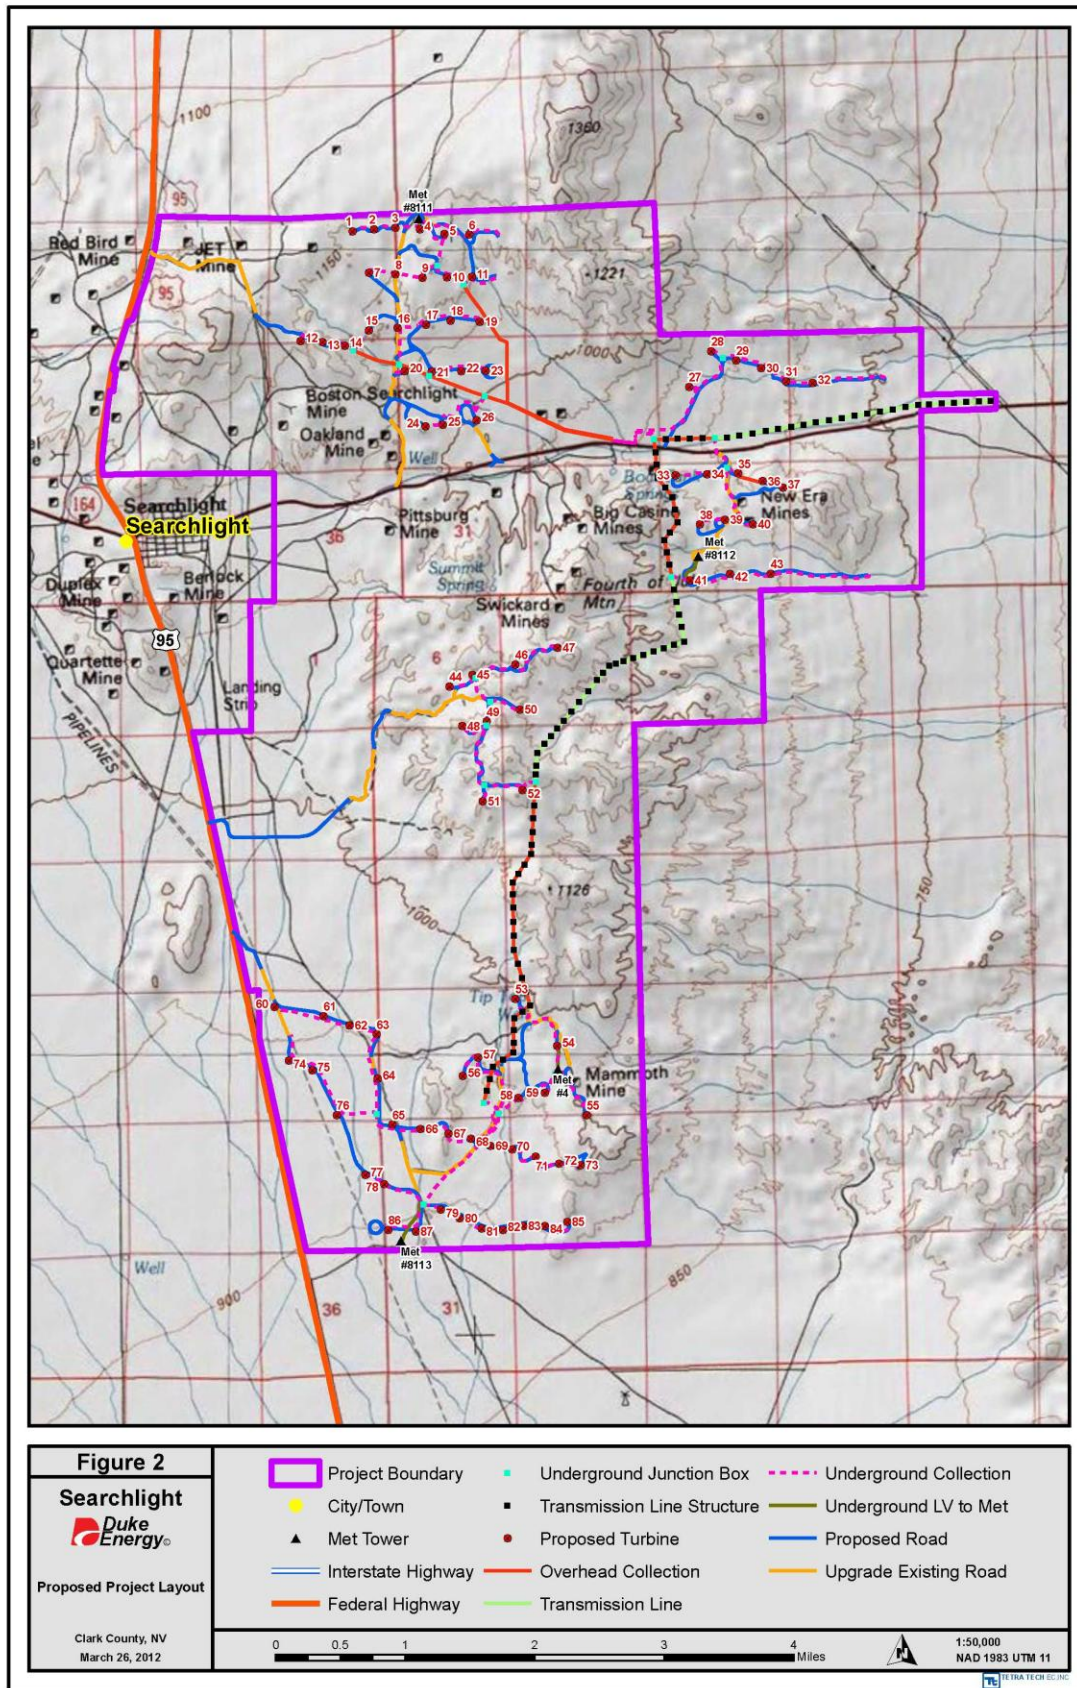 1100
1360
95
Met
#8111
1
2
3
4
5
6
Red Bird
Mine
JET
Mine
1150
1221
7
8
9
10
11
95
15
16
17
18
19
12
13
14
1000
28
29
30
31
32
27
20
21
22
23
Boston Searchlight
Mine
24
25
26
Oakland
Mine
Well
33
34
35
36
37
New Era
Mines
164
Searchlight
Searchlight
36
Pittsburg
Mine
31
Big Casino
Mines
38
39
40
Met
#8112
Summit
Spring
Duplex
Mine
Berlock
Mine
Fourth of
Mtn
41
42
43
Swickard
Mines
95
Quartette
Mine
1
6
44
45
46
47
Landing
Strip
48
49
50
PIPELINES
51
52
1126
1000
750
Tip
53
60
61
62
63
54
57
56
Met
#4
Mammoth
Mine
74
75
64
58
59
55
76
65
66
67
68
69
70
71
72
73
77
78
79
80
81
82
83
84
85
86
87
Met
#8113
Well
900
36
31
850
Figure 2
Searchlight
Duke
Energy©
Proposed Project Layout
Clark County, NV
March 26, 2012
Project Boundary
City/Town
Met Tower
Interstate Highway
Federal Highway
Underground Junction Box
Transmission Line Structure
Proposed Turbine
Overhead Collection
Transmission Line
Underground Collection
Underground LV to Met
Proposed Road
Upgrade Existing Road
0 0.5 1 2 3 4
Miles
N
1:50,000
NAD 1983 UTM 11
TETRA TECH EC, INC